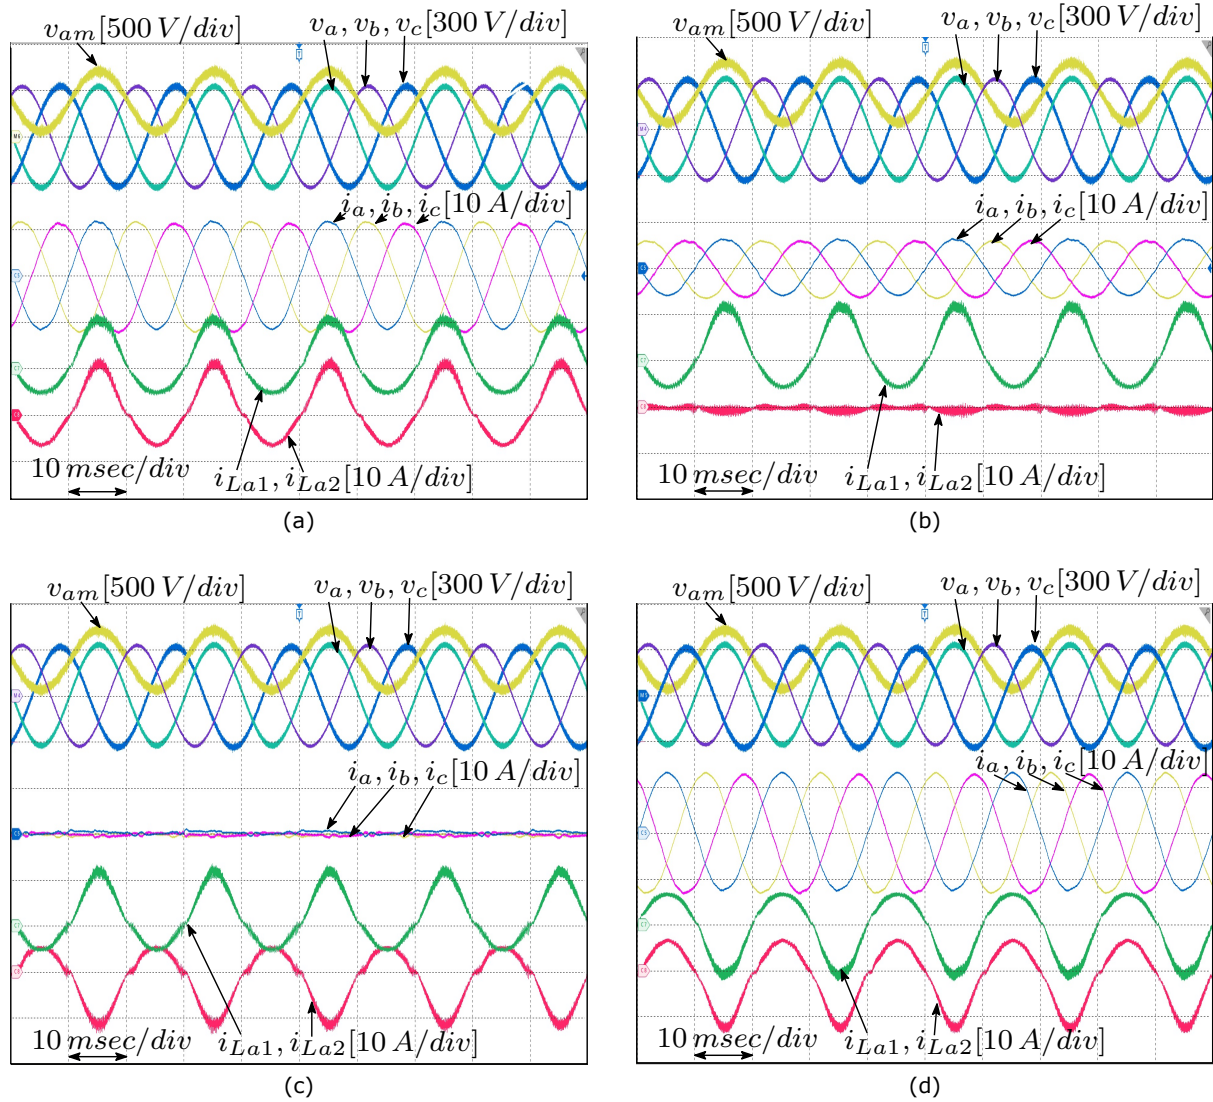 v_am[500 V/div] v_a, v_b, v_c[300 V/div]
i_a, i_b, i_c[10 A/div]
10 msec/div i_La1, i_La2[10 A/div]
(a)
v_am[500 V/div] v_a, v_b, v_c[300 V/div]
i_a, i_b, i_c[10 A/div]
10 msec/div i_La1, i_La2[10 A/div]
(b)
v_am[500 V/div] v_a, v_b, v_c[300 V/div]
i_a, i_b, i_c[10 A/div]
10 msec/div i_La1, i_La2[10 A/div]
(c)
v_am[500 V/div] v_a, v_b, v_c[300 V/div]
i_a, i_b, i_c[10 A/div]
10 msec/div i_La1, i_La2[10 A/div]
(d)